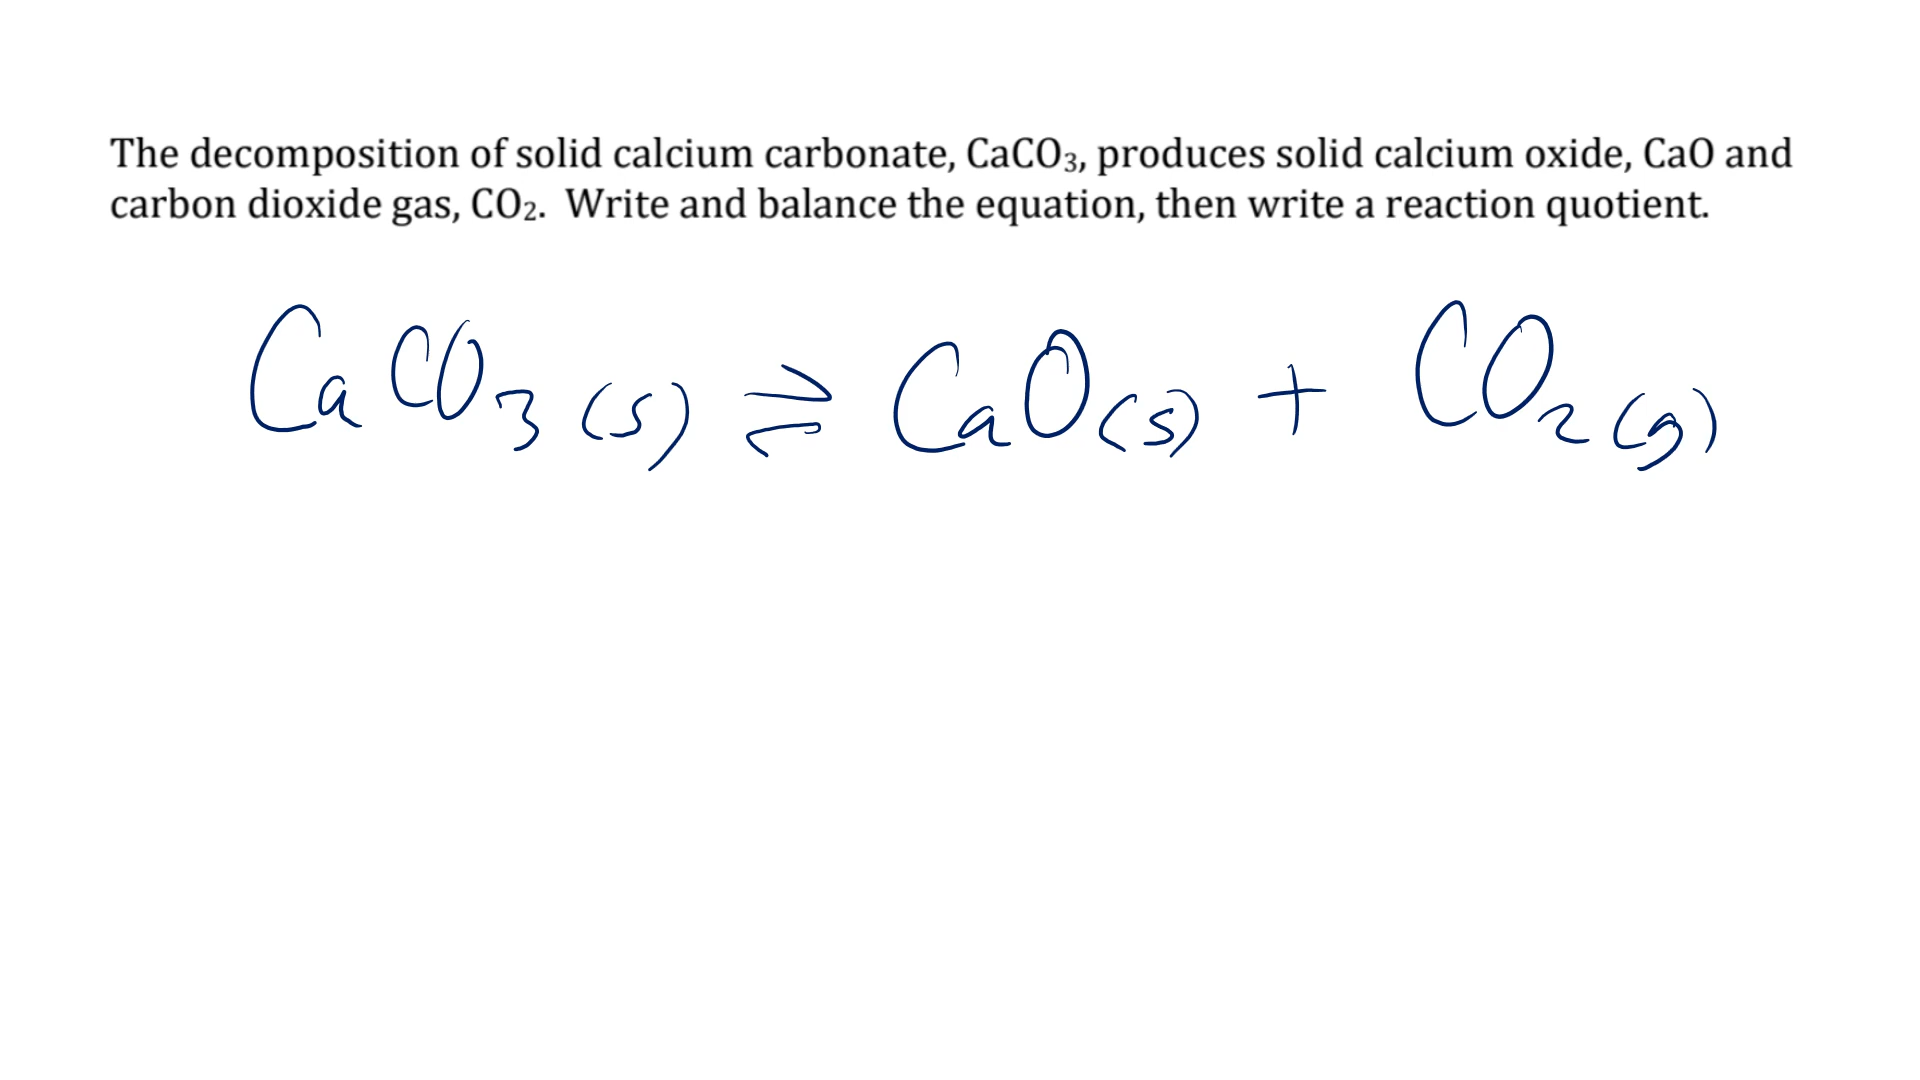 The decomposition of solid calcium carbonate, CaCO₃, produces solid calcium oxide, CaO and
carbon dioxide gas, CO₂. Write and balance the equation, then write a reaction quotient.
CaCO₃ (s) ⇌ CaO(s) + CO₂ (g)